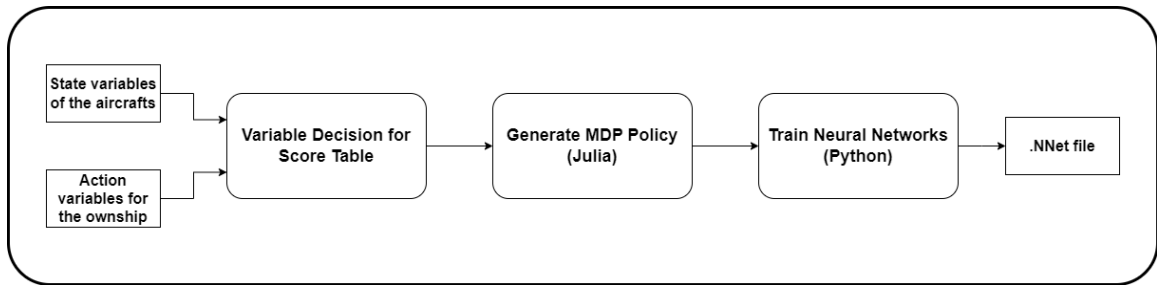 State variables
of the aircrafts
Action
variables for
the ownship
Variable Decision for
Score Table
Generate MDP Policy
(Julia)
Train Neural Networks
(Python)
.NNet file